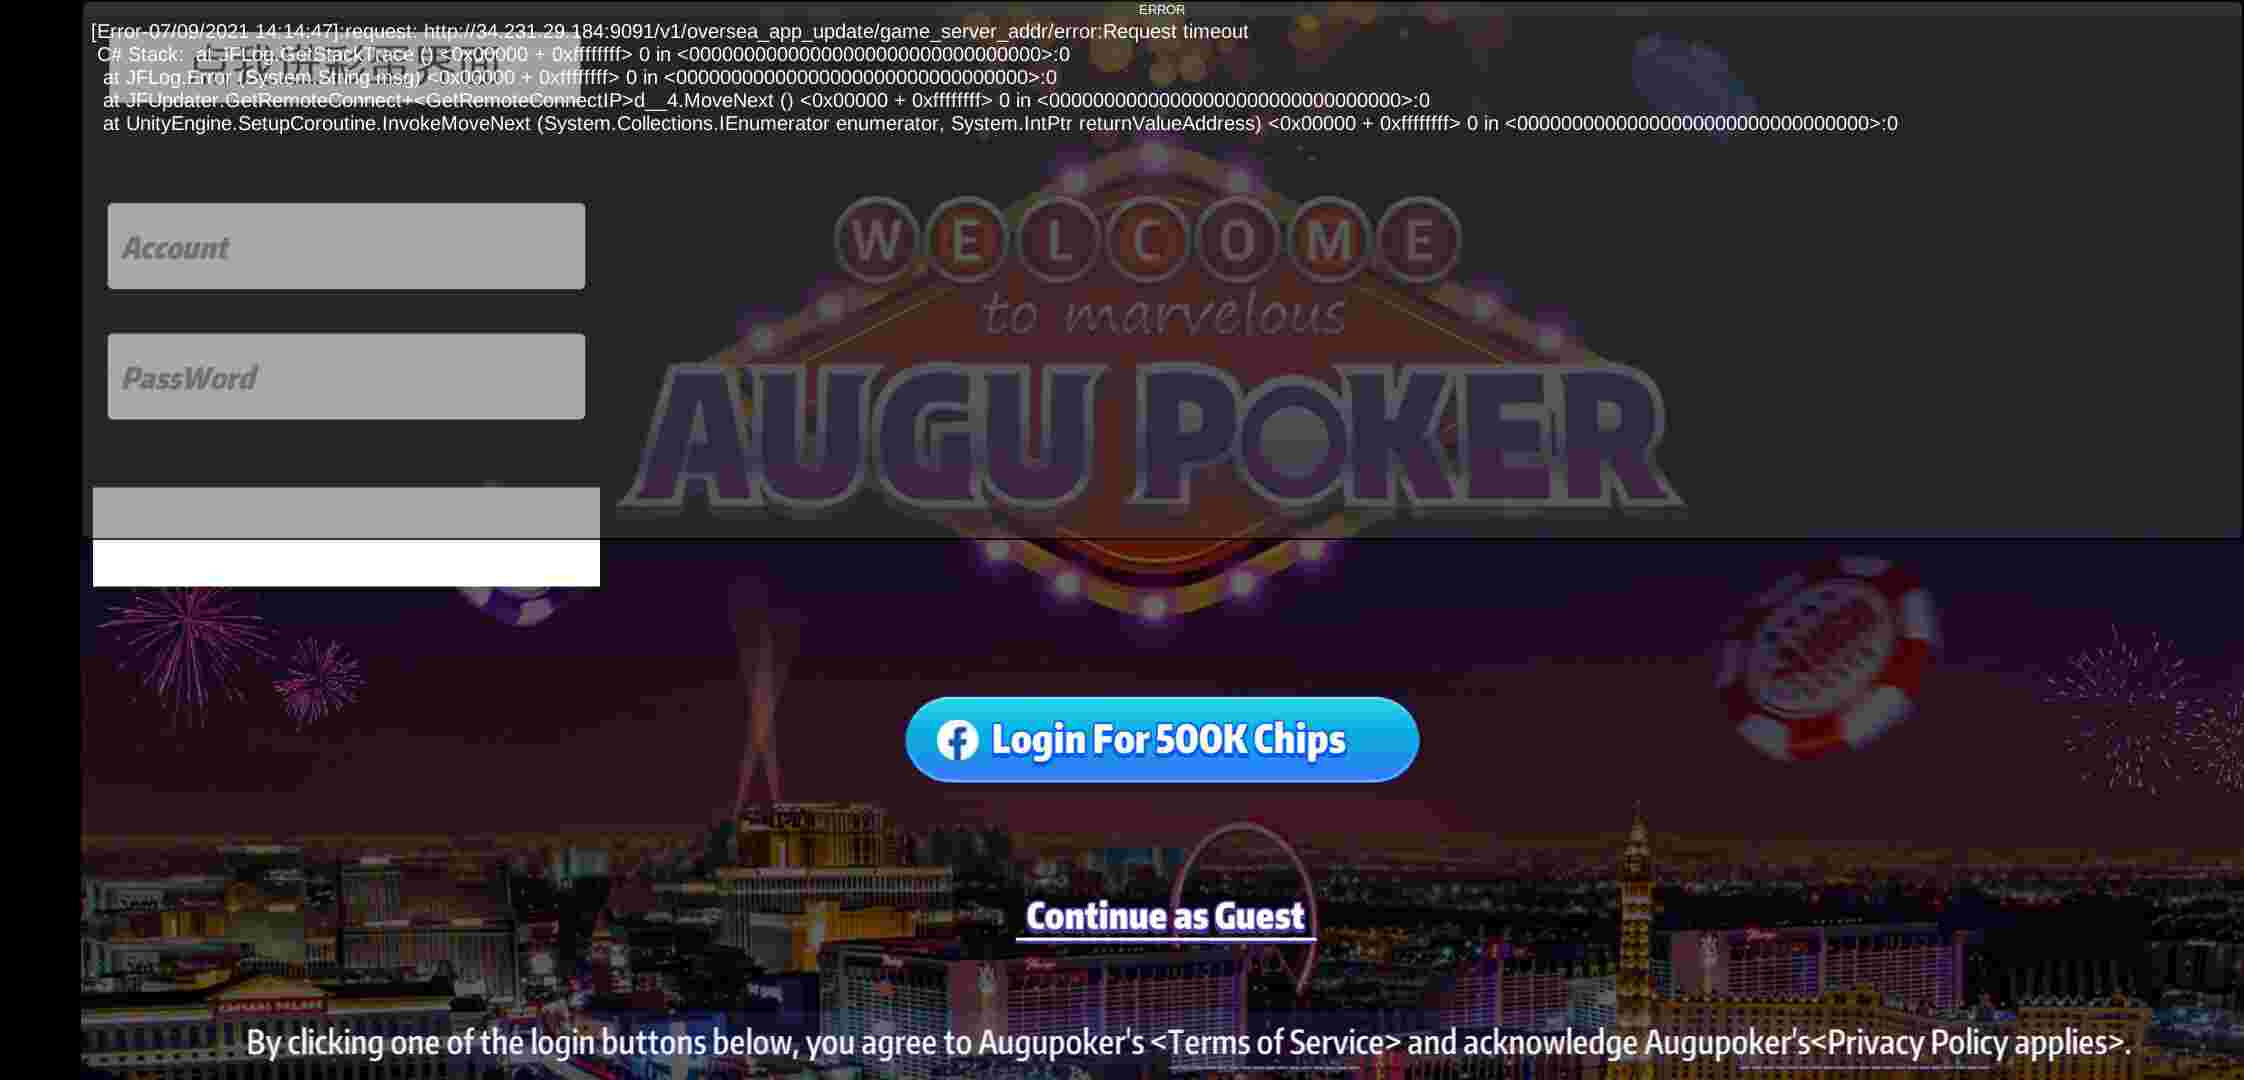 ERROR
[Error-07/09/2021 14:14:47]:request: http://34.231.29.184:9091/v1/oversea_app_update/game_server_addr/error:Request timeout
C# Stack:  at JFLog.GetStackTrace () <0x00000 + 0xffffffff> 0 in <00000000000000000000000000000000>:0
at JFLog.Error (System.String msg) <0x00000 + 0xffffffff> 0 in <00000000000000000000000000000000>:0
at JFUpdater.GetRemoteConnect+<GetRemoteConnectIP>d__4.MoveNext () <0x00000 + 0xffffffff> 0 in <00000000000000000000000000000000>:0
at UnityEngine.SetupCoroutine.InvokeMoveNext (System.Collections.IEnumerator enumerator, System.IntPtr returnValueAddress) <0x00000 + 0xffffffff> 0 in <00000000000000000000000000000000>:0
Account
PassWord
WELCOME
to marvelous
AUGU POKER
Login For 500K Chips
Continue as Guest
CAESARS PALACE
By clicking one of the login buttons below, you agree to Augupoker's <Terms of Service> and acknowledge Augupoker's<Privacy Policy applies>.